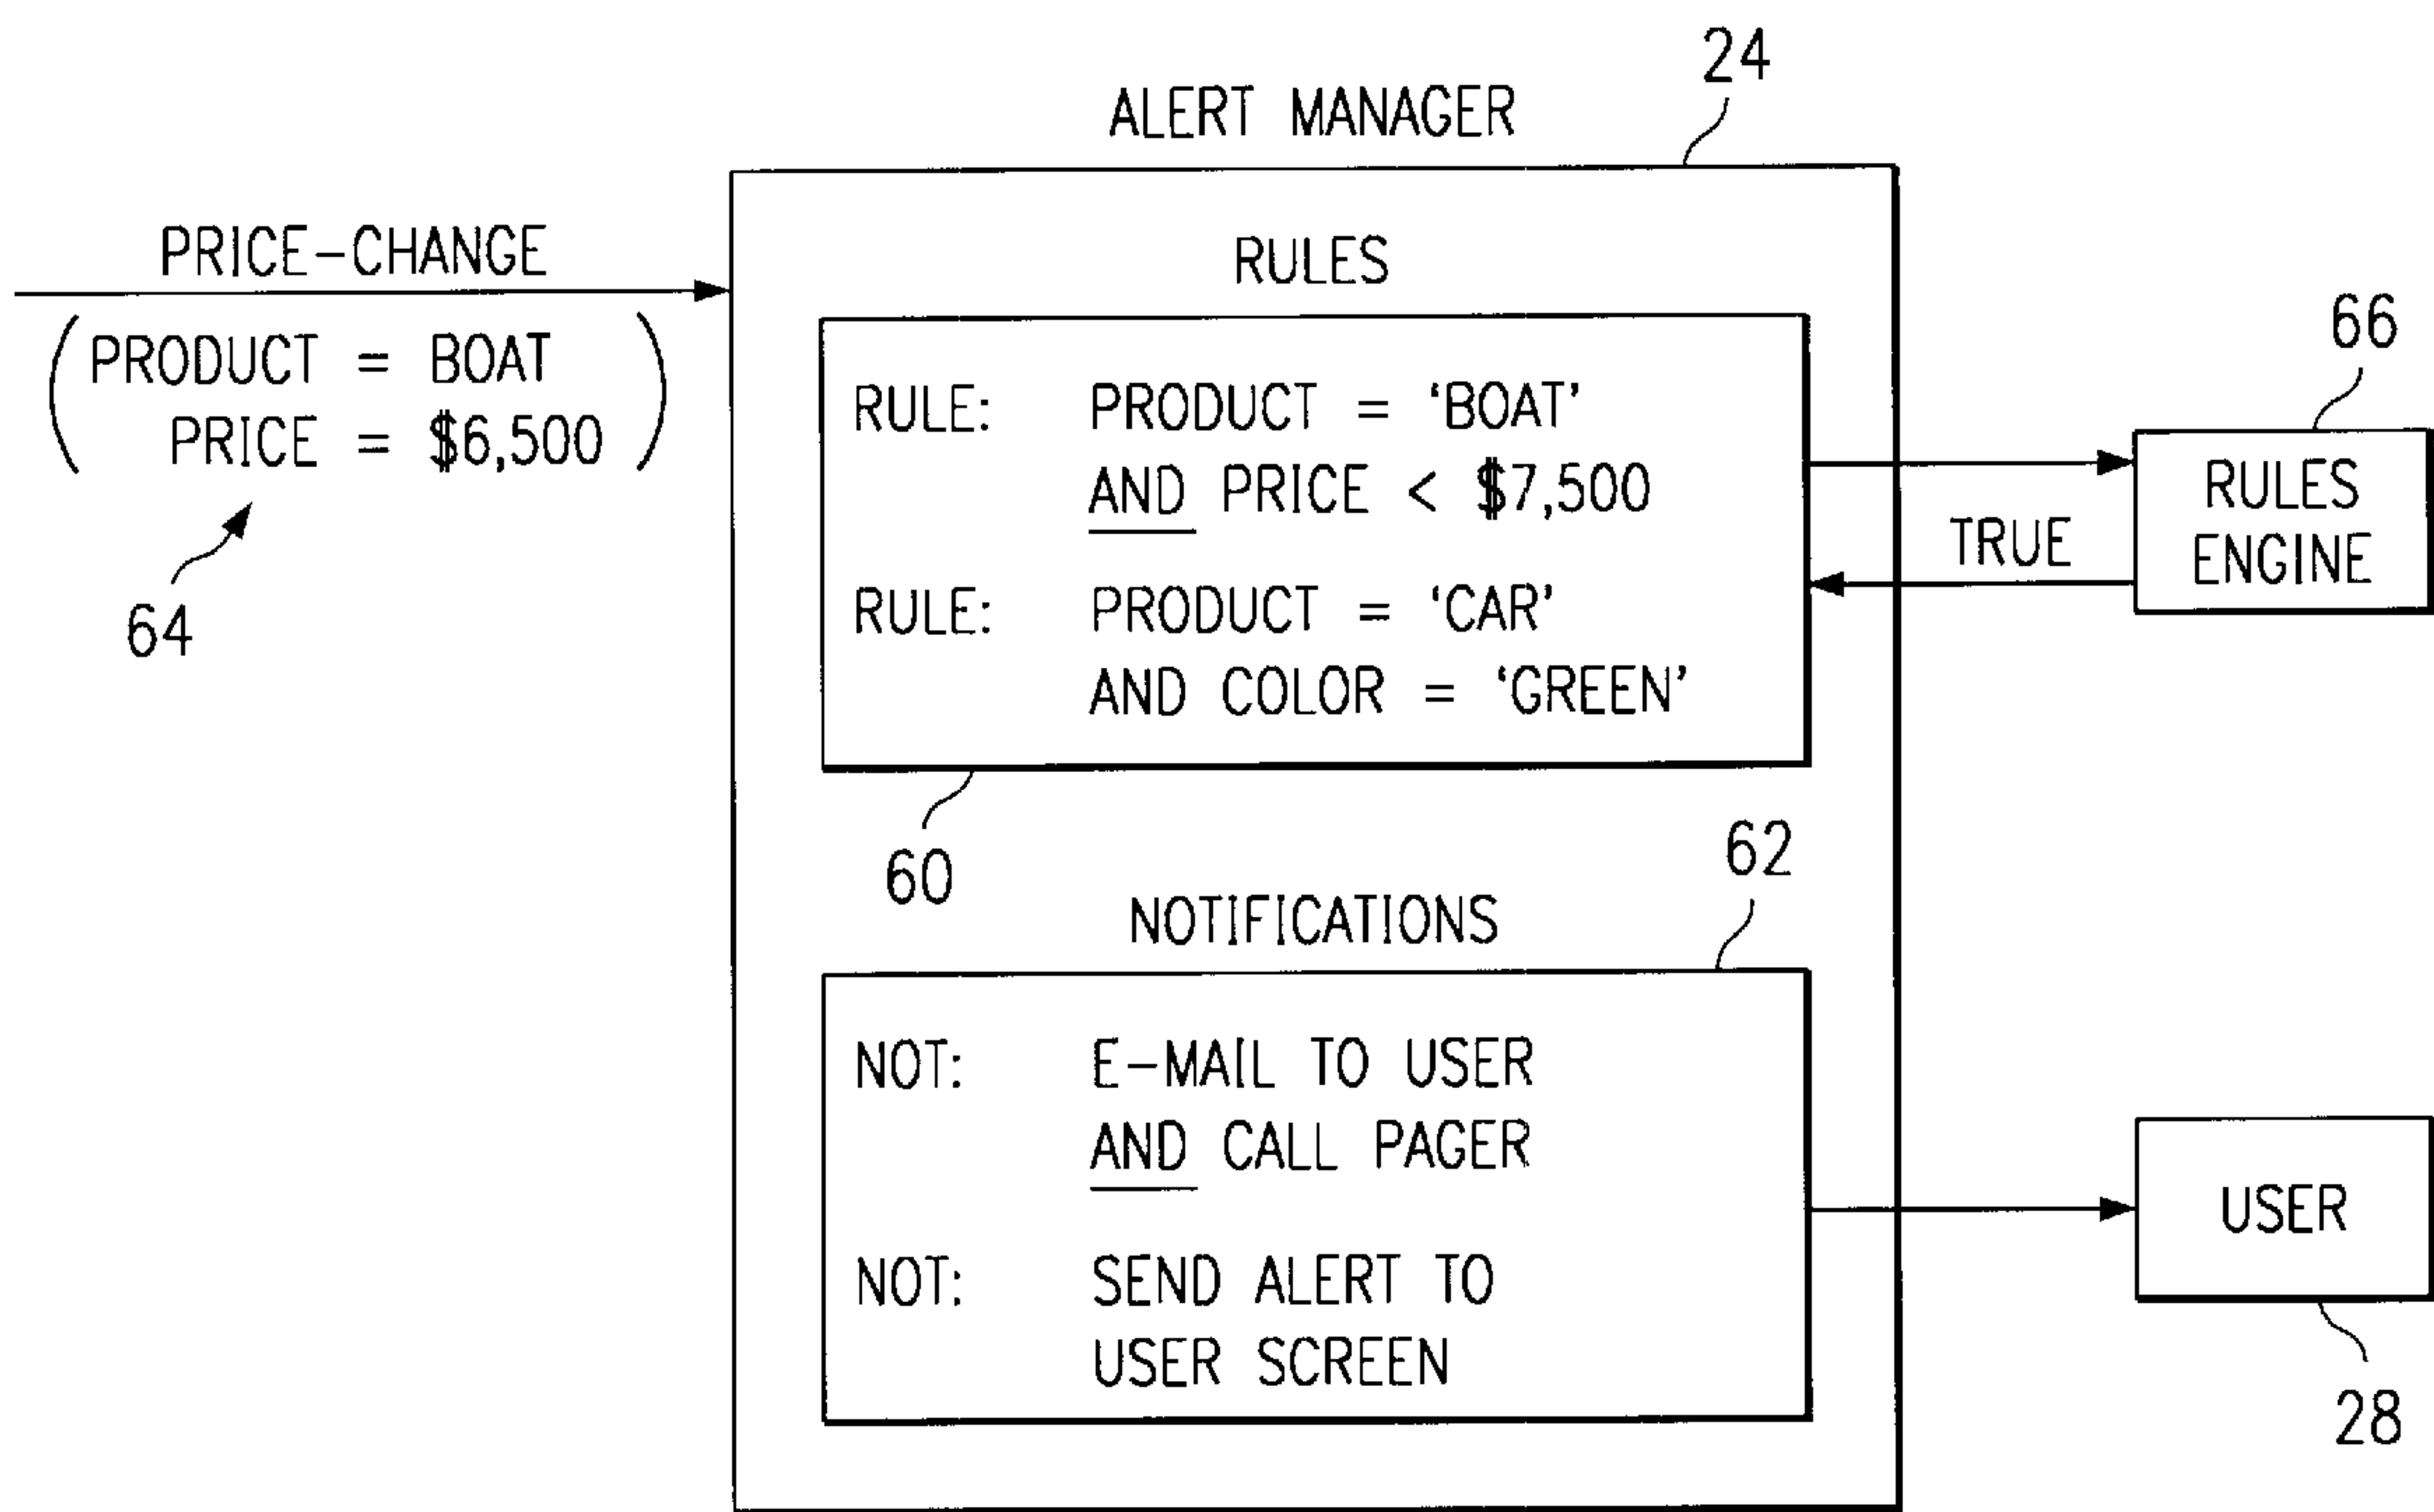 24
ALERT MANAGER
PRICE-CHANGE
PRODUCT = BOAT
PRICE = $6,500
64
RULES
RULE: PRODUCT = ‘BOAT’
AND PRICE < $7,500
RULE: PRODUCT = ‘CAR’
AND COLOR = ‘GREEN’
60
66
RULES
ENGINE
TRUE
62
NOTIFICATIONS
NOT: E-MAIL TO USER
AND CALL PAGER
NOT: SEND ALERT TO
USER SCREEN
USER
28